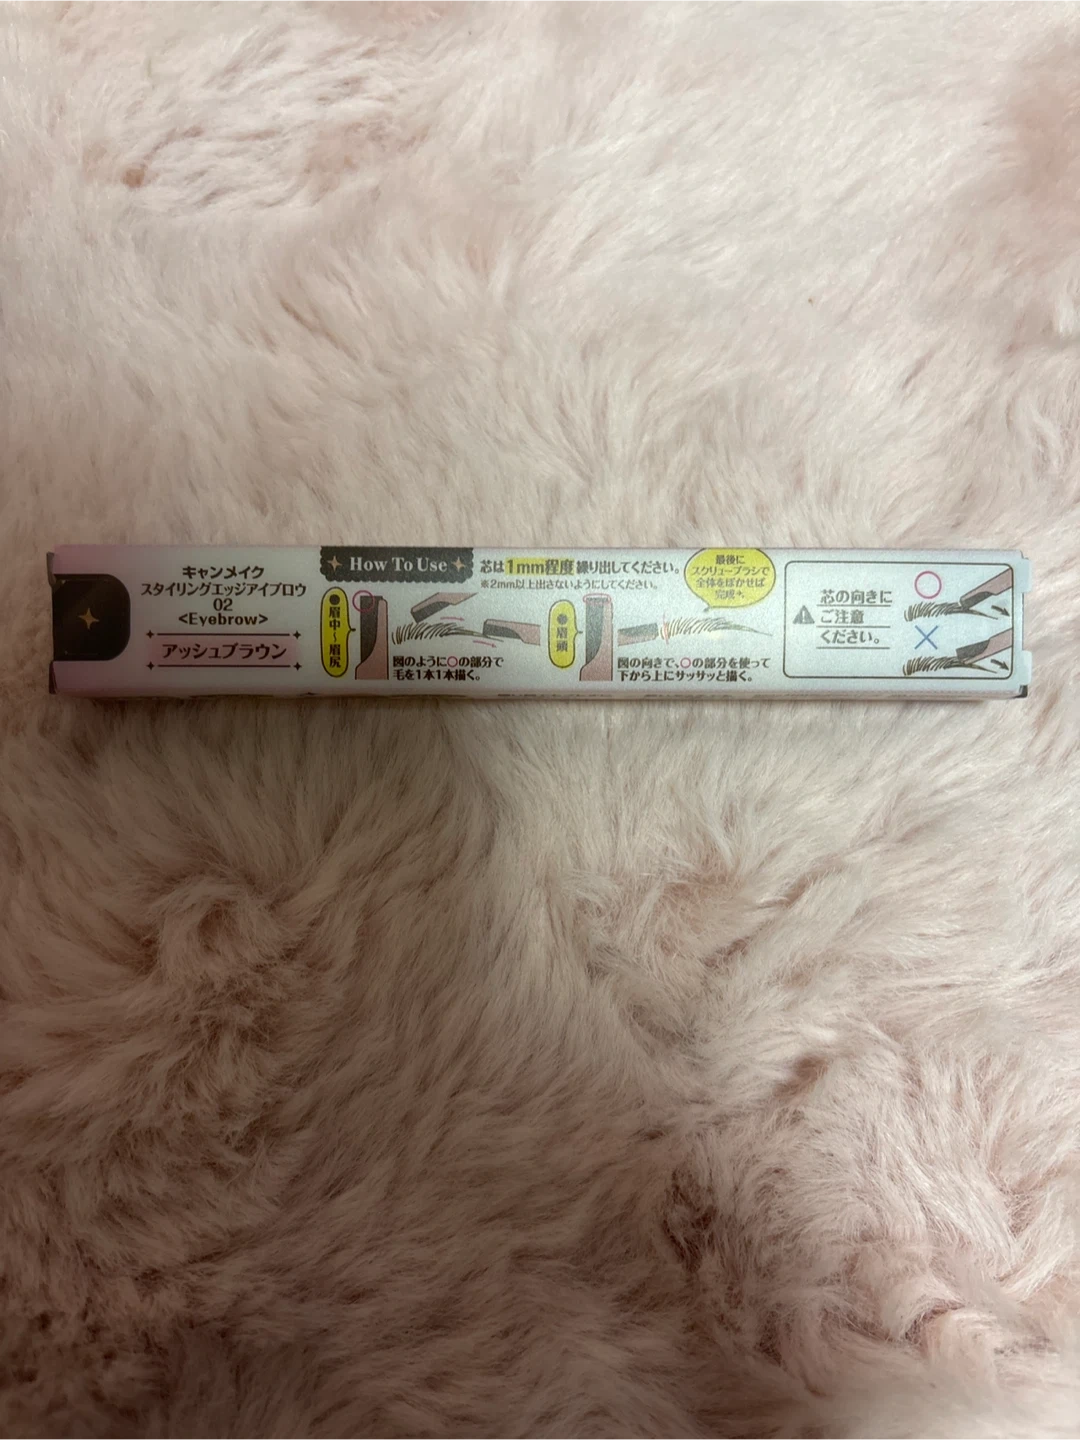 キャンメイク
スタイリングエッジアイブロウ
02
<Eyebrow>
アッシュブラウン
How To Use
芯は1mm程度繰り出してください。
※2mm以上出さないようにしてください。
●眉中~眉尻
図のように○の部分で
毛を1本1本描く。
●眉頭
図の向きで、○の部分を使って
下から上にサッサッと描く。
最後に
スクリューブラシで
全体をぼかせば
完成
芯の向きに
ご注意
ください。